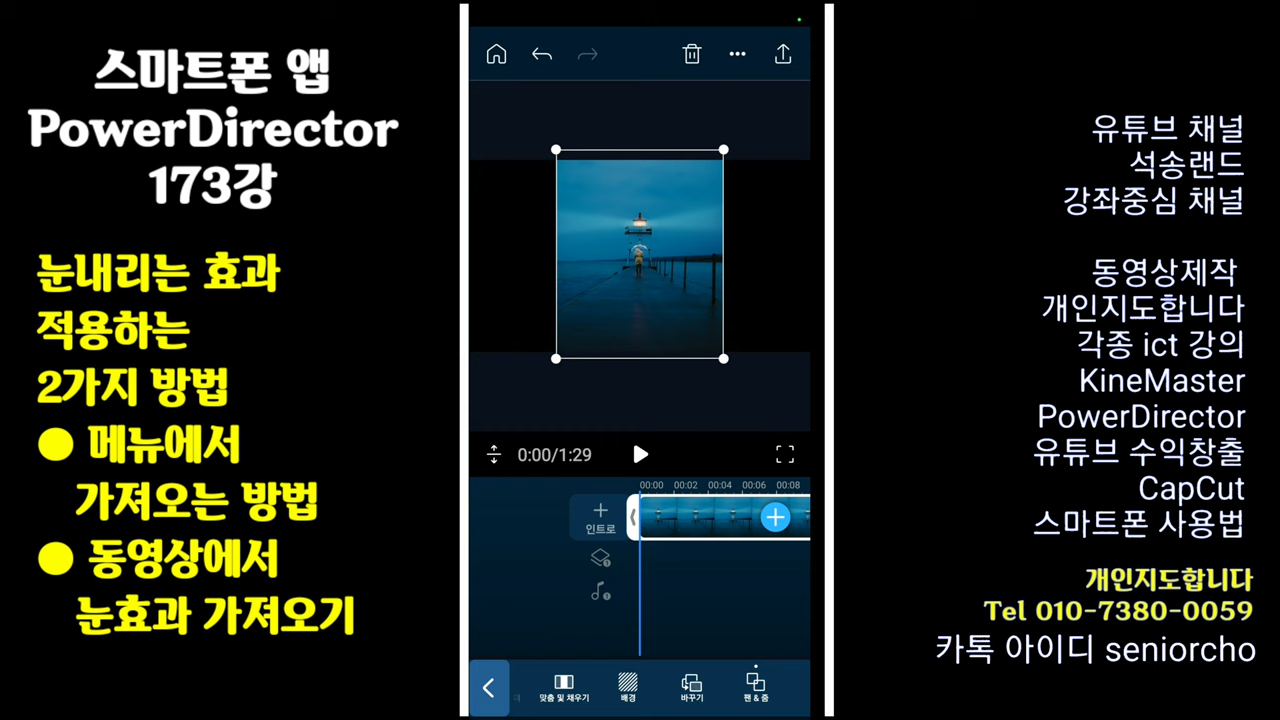 스마트폰 앱
PowerDirector
173강
눈내리는 효과
적용하는
2가지 방법
● 메뉴에서
가져오는 방법
● 동영상에서
눈효과 가져오기
0:00/1:29
00:00 00:02 00:04 00:06 00:08
인트로
맞춤 및 채우기
배경
바꾸기
팬 & 줌
유튜브 채널
석송랜드
강좌중심 채널
동영상제작
개인지도합니다
각종 ict 강의
KineMaster
PowerDirector
유튜브 수익창출
CapCut
스마트폰 사용법
개인지도합니다
Tel 010-7380-0059
카톡 아이디 seniorcho